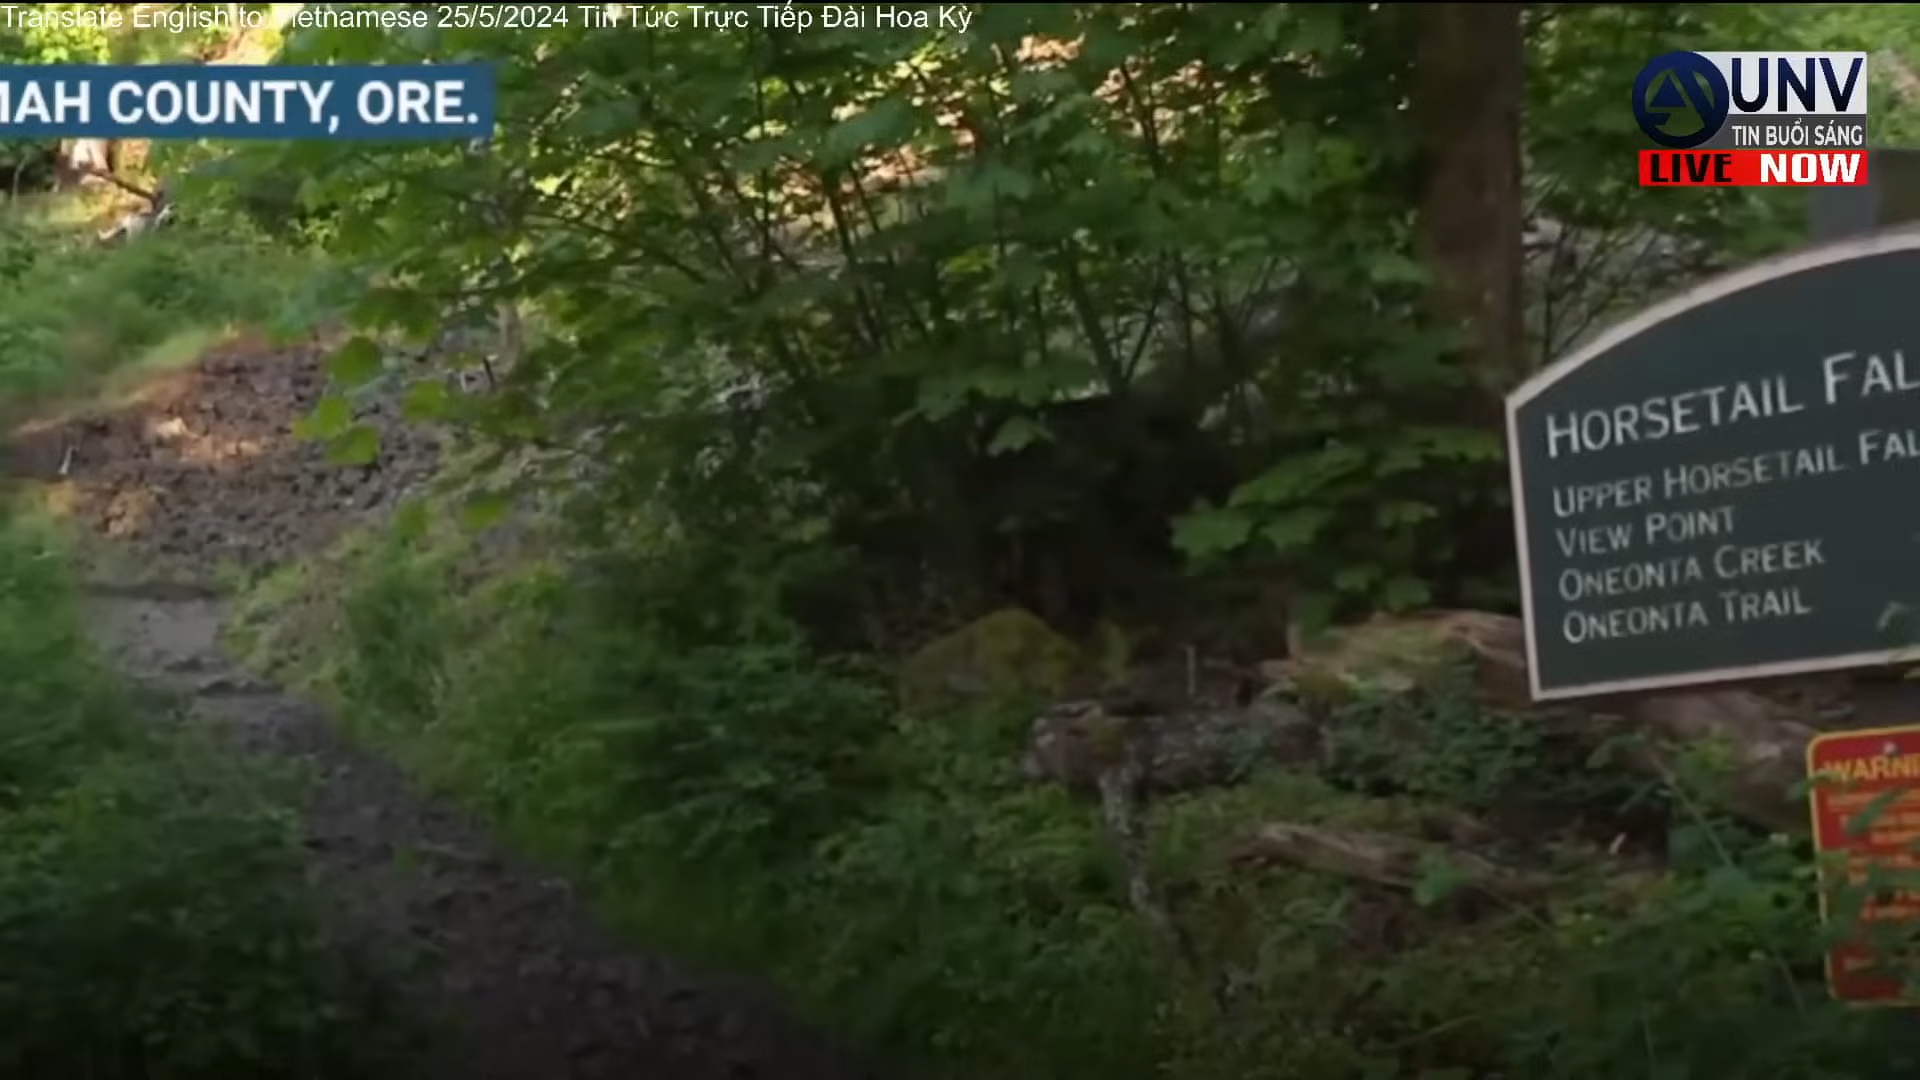 Translate English to Vietnamese 25/5/2024 Tin Tức Trực Tiếp Đài Hoa Kỳ
MAH COUNTY, ORE.
UNV
TIN BUỔI SÁNG
LIVE NOW
HORSETAIL FAL
UPPER HORSETAIL FAL
VIEW POINT
ONEONTA CREEK
ONEONTA TRAIL
WARNI